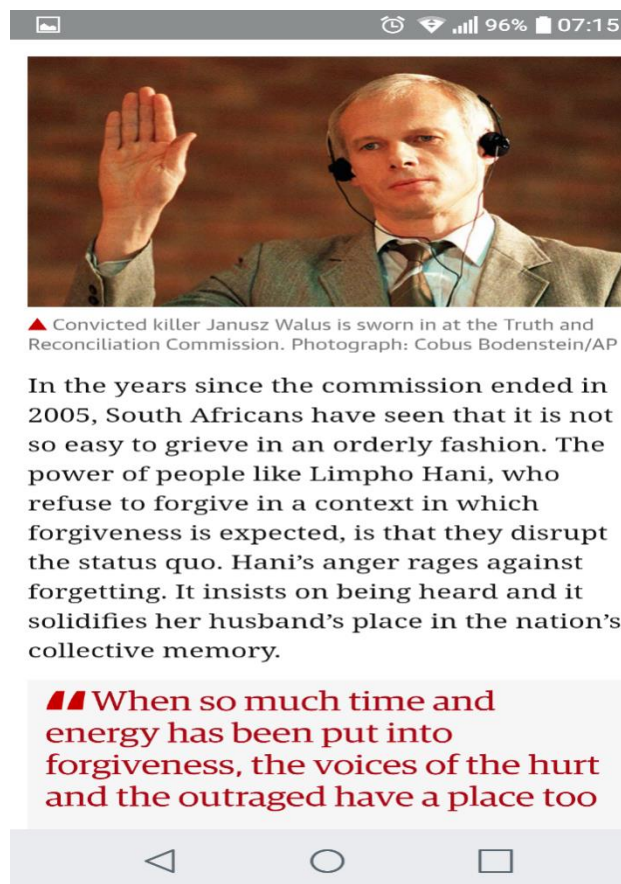 96% 07:15
Convicted killer Janusz Walus is sworn in at the Truth and
Reconciliation Commission. Photograph: Cobus Bodenstein/AP
In the years since the commission ended in
2005, South Africans have seen that it is not
so easy to grieve in an orderly fashion. The
power of people like Limpho Hani, who
refuse to forgive in a context in which
forgiveness is expected, is that they disrupt
the status quo. Hani’s anger rages against
forgetting. It insists on being heard and it
solidifies her husband’s place in the nation’s
collective memory.
When so much time and
energy has been put into
forgiveness, the voices of the hurt
and the outraged have a place too